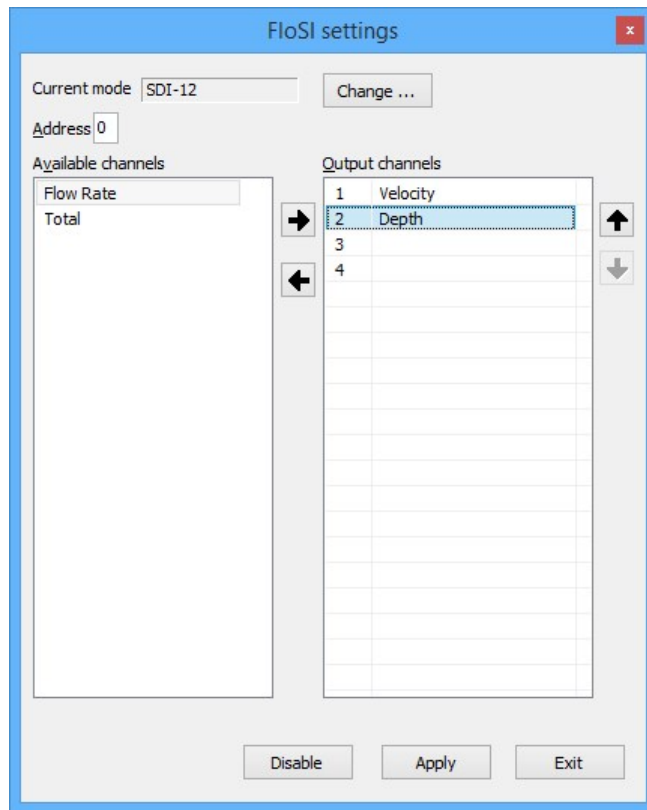 FloSI settings
x
Current mode SDI-12 Change ...
Address 0
Available channels Output channels
Flow Rate 1 Velocity
Total 2 Depth
3
4
Disable Apply Exit